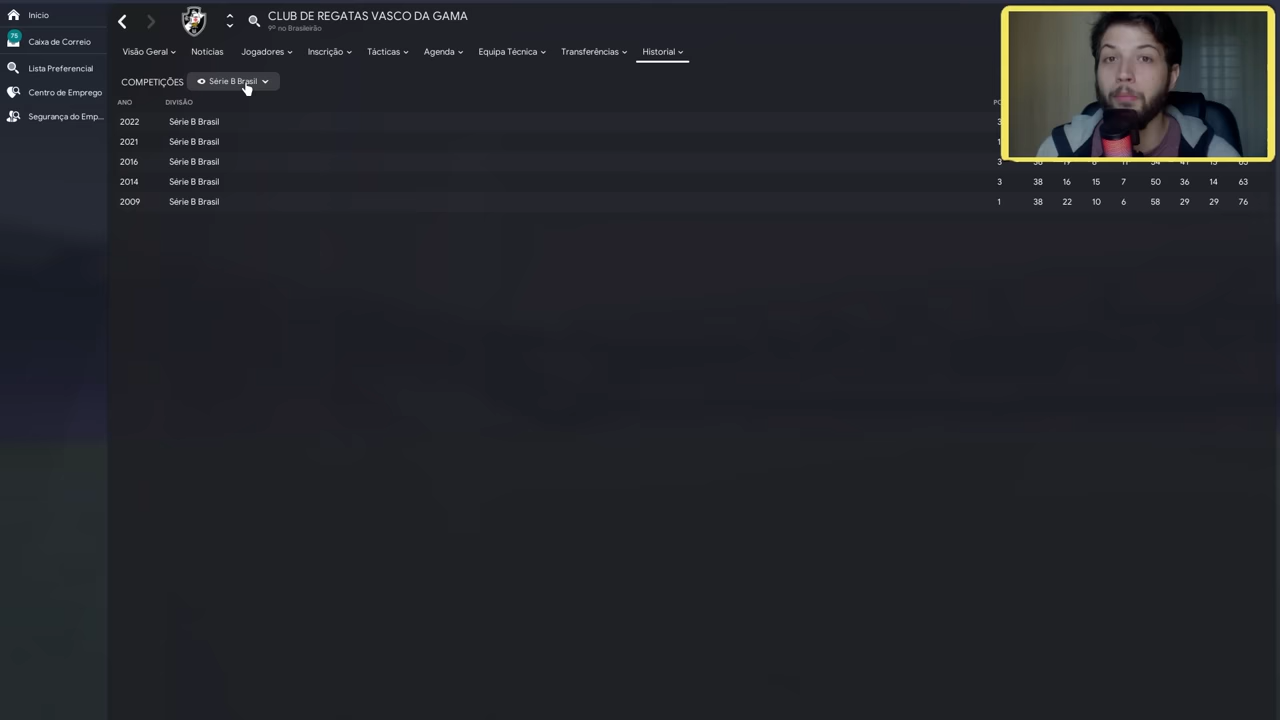 Início
75
Caixa de Correio
Lista Preferencial
Centro de Emprego
Segurança do Emp...
CLUB DE REGATAS VASCO DA GAMA
9º no Brasileirão
Visão Geral
Notícias
Jogadores
Inscrição
Tácticas
Agenda
Equipa Técnica
Transferências
Historial
COMPETIÇÕES Série B Brasil
ANO DIVISÃO
2022 Série B Brasil
2021 Série B Brasil
2016 Série B Brasil
2014 Série B Brasil 3 38 16 15 7 50 36 14 63
2009 Série B Brasil 1 38 22 10 6 58 29 29 76